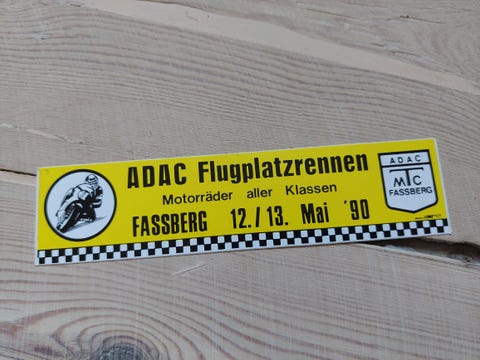 ADAC Flugplatzrennen
Motorräder aller Klassen
FASSBERG 12./13. Mai '90
ADAC
MTC
FASSBERG